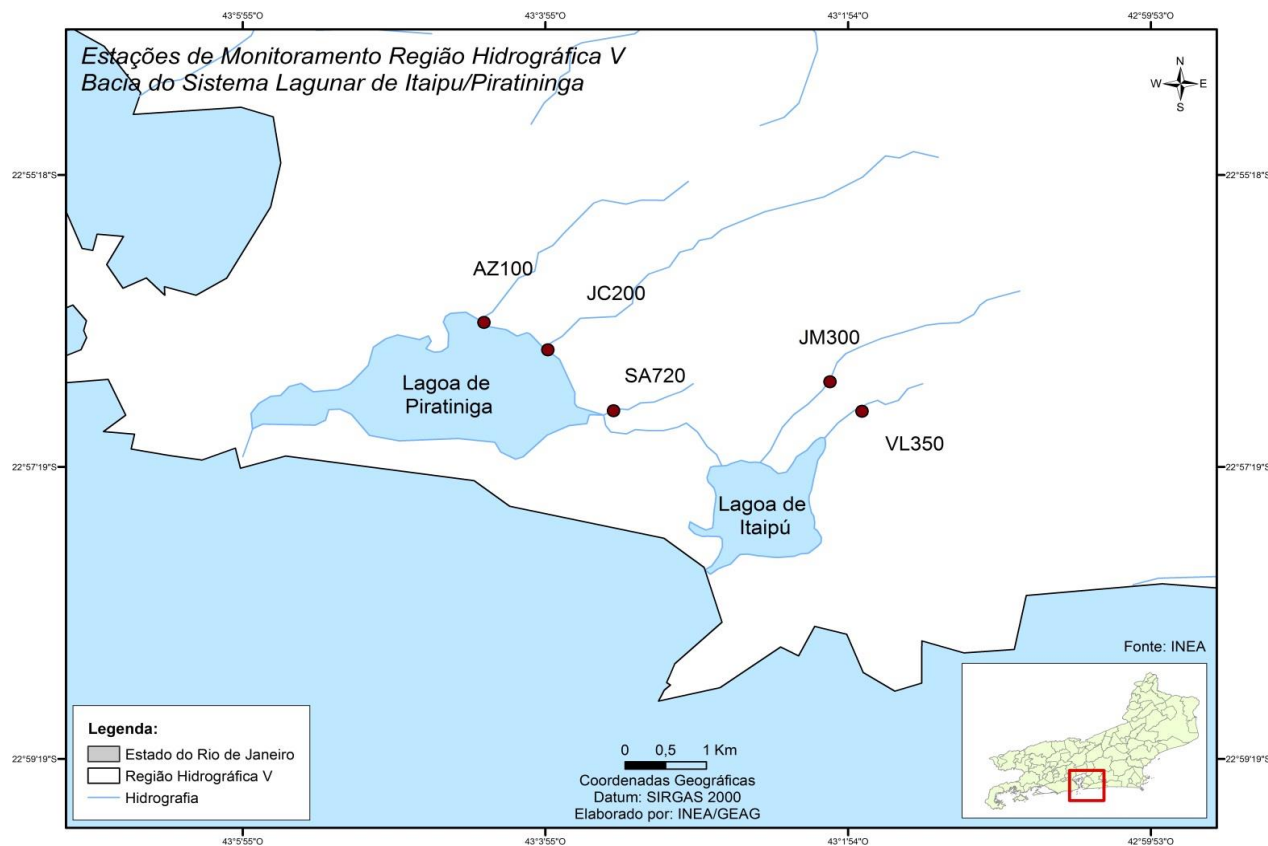 43°5'55"O
43°3'55"O
43°1'54"O
42°59'53"O
Estações de Monitoramento Região Hidrográfica V
Bacia do Sistema Lagunar de Itaipu/Piratininga
N
W
E
S
22°55'18"S
22°55'18"S
AZ100
JC200
JM300
SA720
Lagoa de
Piratiniga
VL350
22°57'19"S
22°57'19"S
Lagoa de
Itaipú
Fonte: INEA
Legenda:
Estado do Rio de Janeiro
Região Hidrográfica V
Hidrografia
0 0,5 1 Km
Coordenadas Geográficas
Datum: SIRGAS 2000
Elaborado por: INEA/GEAG
22°59'19"S
22°59'19"S
43°5'55"O
43°3'55"O
43°1'54"O
42°59'53"O